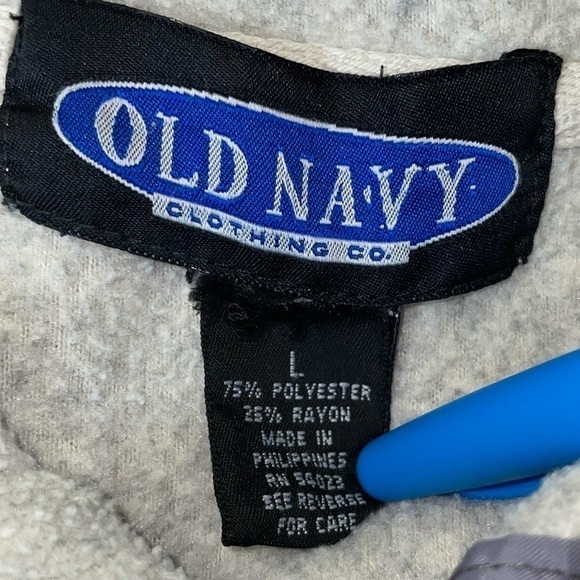 OLD NAVY
CLOTHING CO.
L
75% POLYESTER
25% RAYON
MADE IN
PHILIPPINES
RN 54023
SEE REVERSE
FOR CARE